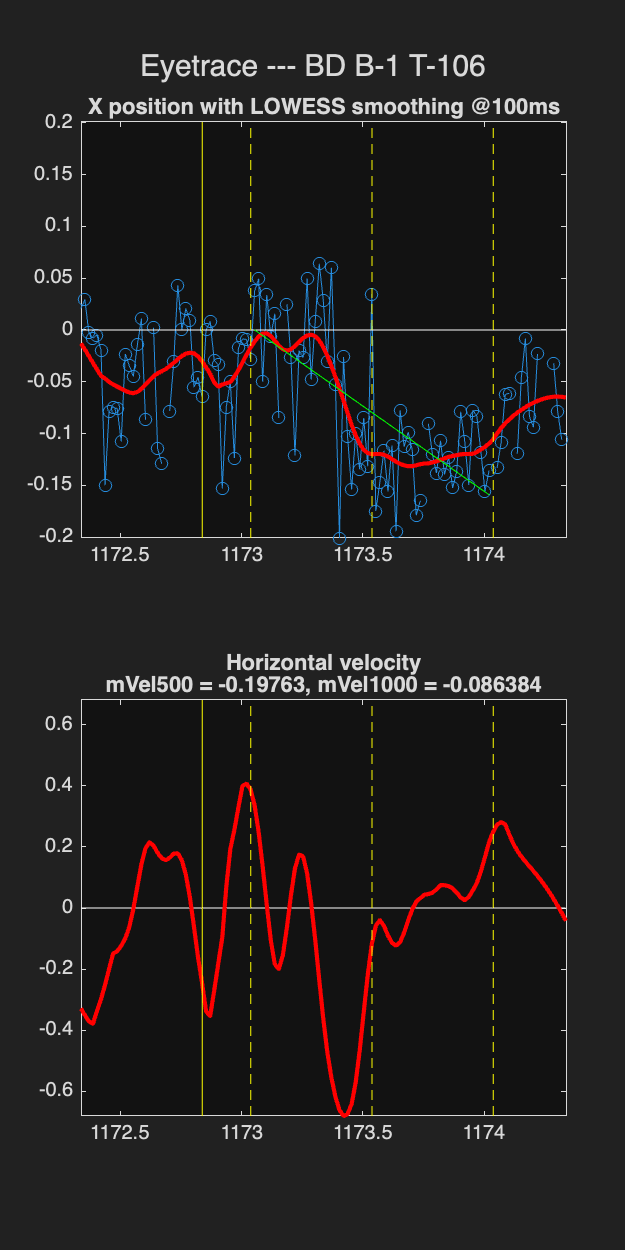 Eyetrace --- BD B-1 T-106
X position with LOWESS smoothing @100ms
0.2
0.15
0.1
0.05
0
-0.05
-0.1
-0.15
-0.2
1172.5 1173 1173.5 1174
Horizontal velocity
mVel500 = -0.19763, mVel1000 = -0.086384
0.6
0.4
0.2
0
-0.2
-0.4
-0.6
1172.5 1173 1173.5 1174